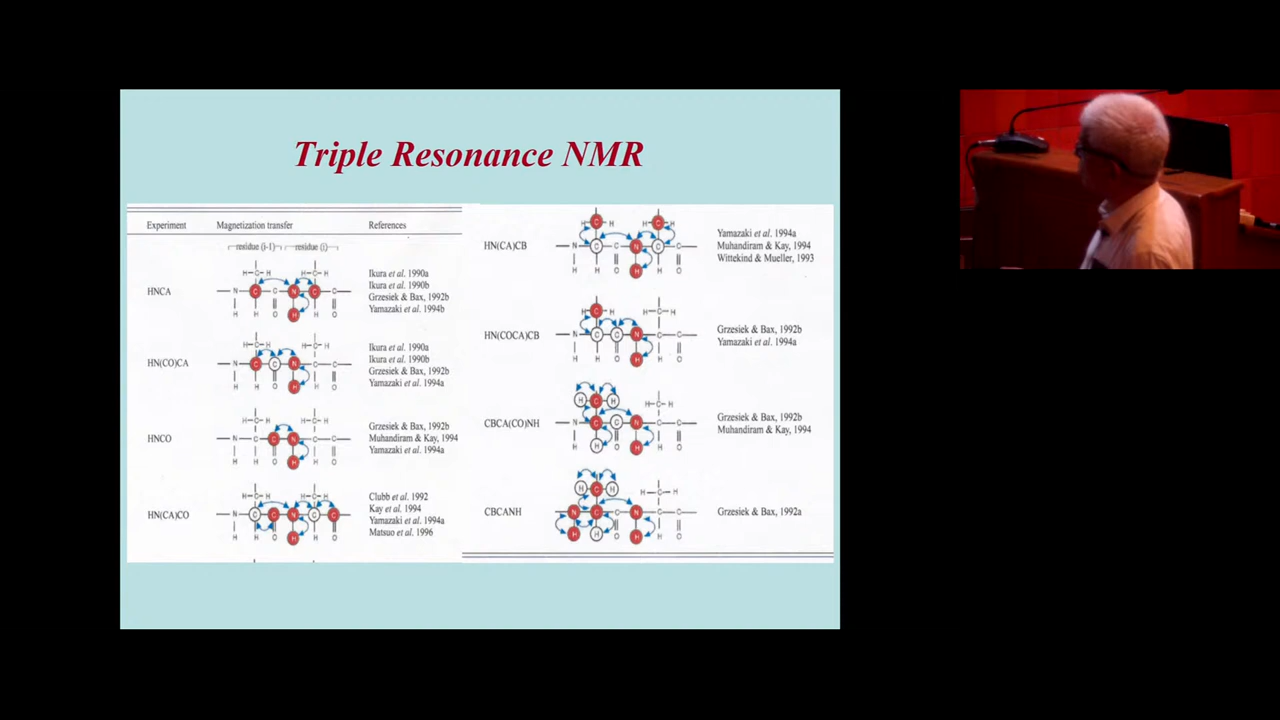 Triple Resonance NMR
Experiment Magnetization transfer References
residue (i-1) residue (i)
HNCA
Ikura et al. 1990a
Ikura et al. 1990b
Grzesiek & Bax, 1992b
Yamazaki et al. 1994b
H-C-H H-C-H
N C C N C C
H H O H H O
HN(CO)CA
Ikura et al. 1990a
Ikura et al. 1990b
Grzesiek & Bax, 1992b
Yamazaki et al. 1994a
H-C-H H-C-H
N C C N C C
H H O H H O
HNCO
Grzesiek & Bax, 1992b
Muhandiram & Kay, 1994
Yamazaki et al. 1994a
H-C-H H-C-H
N C C N C C
H H O H H O
HN(CA)CO
Clubb et al. 1992
Kay et al. 1994
Yamazaki et al. 1994a
Matsuo et al. 1996
H-C-H H-C-H
N C C N C C
H H O H H O
HN(CA)CB
Yamazaki et al. 1994a
Muhandiram & Kay, 1994
Wittekind & Mueller, 1993
H C H H C H
N C C N C C
H H O H H O
HN(COCA)CB
Grzesiek & Bax, 1992b
Yamazaki et al. 1994a
H C H H-C-H
N C C N C C
H H O H H O
CBCA(CO)NH
Grzesiek & Bax, 1992b
Muhandiram & Kay, 1994
H C H H-C-H
N C C N C C
H H O H H O
CBCANH
Grzesiek & Bax, 1992a
H C H H-C-H
N C C N C C
H H O H H O